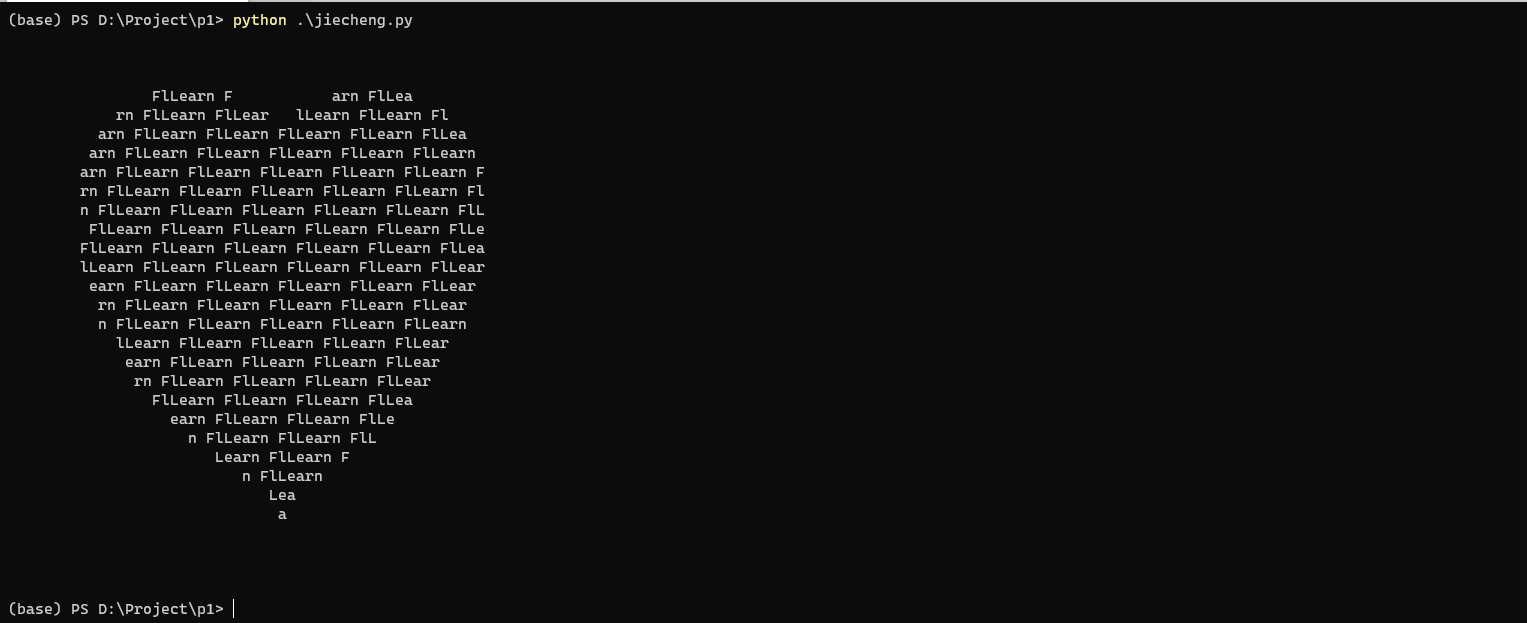 (base) PS D:\Project\p1> python .\jiecheng.py
                FlLearn F           arn FlLea
            rn FlLearn FlLear   lLearn FlLearn Fl
          arn FlLearn FlLearn FlLearn FlLearn FlLea
         arn FlLearn FlLearn FlLearn FlLearn FlLearn
        arn FlLearn FlLearn FlLearn FlLearn FlLearn F
        rn FlLearn FlLearn FlLearn FlLearn FlLearn Fl
        n FlLearn FlLearn FlLearn FlLearn FlLearn FlL
         FlLearn FlLearn FlLearn FlLearn FlLearn FlLe
        FlLearn FlLearn FlLearn FlLearn FlLearn FlLea
        lLearn FlLearn FlLearn FlLearn FlLearn FlLear
         earn FlLearn FlLearn FlLearn FlLearn FlLear
          rn FlLearn FlLearn FlLearn FlLearn FlLear
          n FlLearn FlLearn FlLearn FlLearn FlLearn
            lLearn FlLearn FlLearn FlLearn FlLear
             earn FlLearn FlLearn FlLearn FlLear
              rn FlLearn FlLearn FlLearn FlLear
                FlLearn FlLearn FlLearn FlLea
                  earn FlLearn FlLearn FlLe
                    n FlLearn FlLearn FlL
                       Learn FlLearn F
                          n FlLearn
                             Lea
                              a
(base) PS D:\Project\p1>